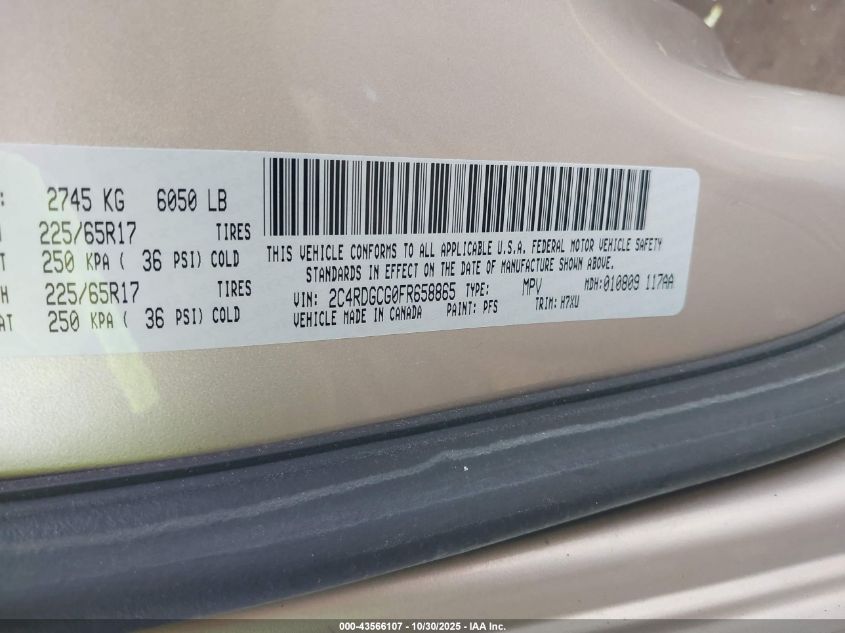 : 2745 KG 6050 LB
225/65R17 TIRES
T 250 KPA ( 36 PSI) COLD
H 225/65R17 TIRES
AT 250 KPA ( 36 PSI) COLD
THIS VEHICLE CONFORMS TO ALL APPLICABLE U.S.A. FEDERAL MOTOR VEHICLE SAFETY
STANDARDS IN EFFECT ON THE DATE OF MANUFACTURE SHOWN ABOVE.
VIN: 2C4RDGCG0FR658865 TYPE: MPV MDH:010809 117AA
VEHICLE MADE IN CANADA PAINT: PFS TRIM: H7XU
000-43566107 - 10/30/2025 - IAA Inc.